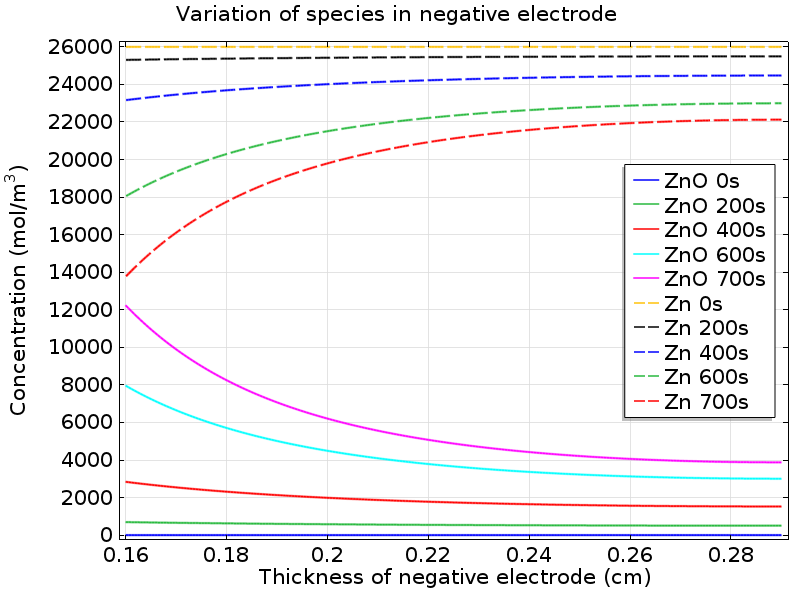 Variation of species in negative electrode
Concentration (mol/m³)
26000
24000
22000
20000
18000
16000
14000
12000
10000
8000
6000
4000
2000
0
ZnO 0s
ZnO 200s
ZnO 400s
ZnO 600s
ZnO 700s
Zn 0s
Zn 200s
Zn 400s
Zn 600s
Zn 700s
0.16 0.18 0.2 0.22 0.24 0.26 0.28
Thickness of negative electrode (cm)